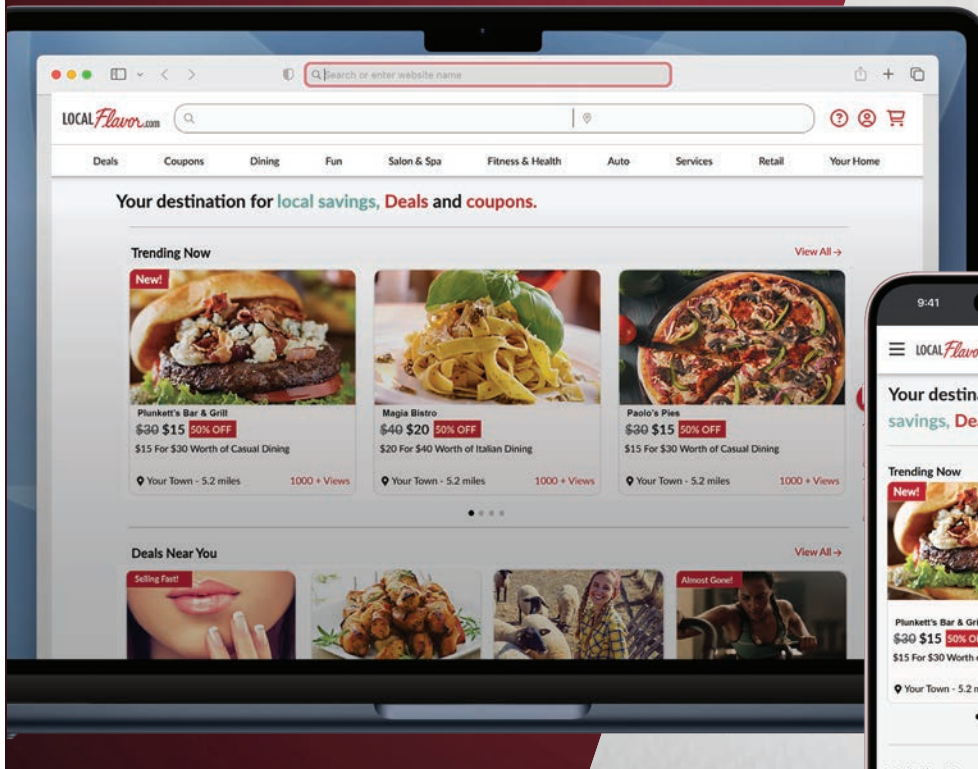 Search or enter website name
LOCAL Flavor.com
Deals Coupons Dining Fun Salon & Spa Fitness & Health Auto Services Retail Your Home
Your destination for local savings, Deals and coupons.
Trending Now View All →
New!
Plunkett's Bar & Grill
$30 $15 50% OFF
$15 For $30 Worth of Casual Dining
Your Town - 5.2 miles 1000 + Views
Magia Bistro
$40 $20 50% OFF
$20 For $40 Worth of Italian Dining
Your Town - 5.2 miles 1000 + Views
Paolo's Pies
$30 $15 50% OFF
$15 For $30 Worth Casual Dining
Your Town - 5.2 miles 1000 + Views
Deals Near You View All →
Selling Fast!
Almost Gone!
9:41
LOCAL Flavo
Your destina
savings, Dea
Trending Now
New!
Plunkett's Bar & Gri
$30 $15 50% O
$15 For $30 Worth
Your Town - 5.2 m